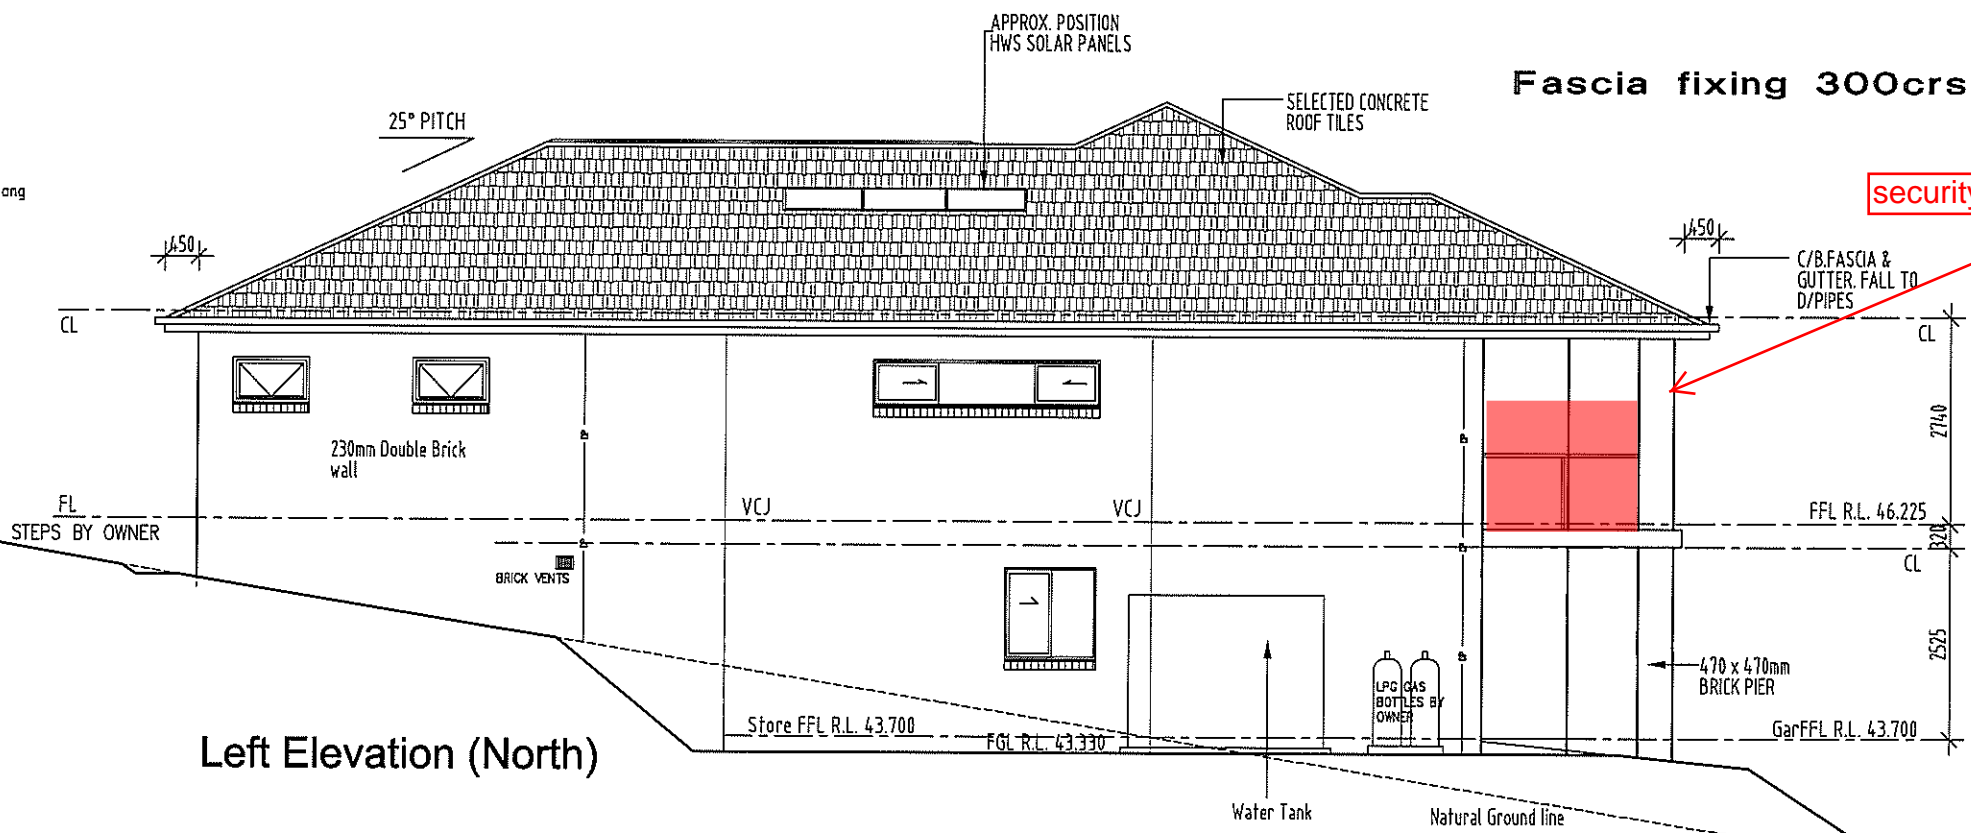 APPROX. POSITION
HWS SOLAR PANELS
Fascia fixing 300crs
SELECTED CONCRETE
ROOF TILES
25° PITCH
ang
security
450
450
C/B.FASCIA &
GUTTER. FALL TO
D/PIPES
CL
CL
230mm Double Brick
wall
2740
FL
VCJ
VCJ
FFL R.L. 46.225
STEPS BY OWNER
320
CL
BRICK VENTS
2525
470 x 470mm
BRICK PIER
LPG GAS
BOTTLES BY
OWNER
Store FFL R.L. 43.700
FGL R.L. 43.330
GarFFL R.L. 43.700
Left Elevation (North)
Water Tank
Natural Ground line